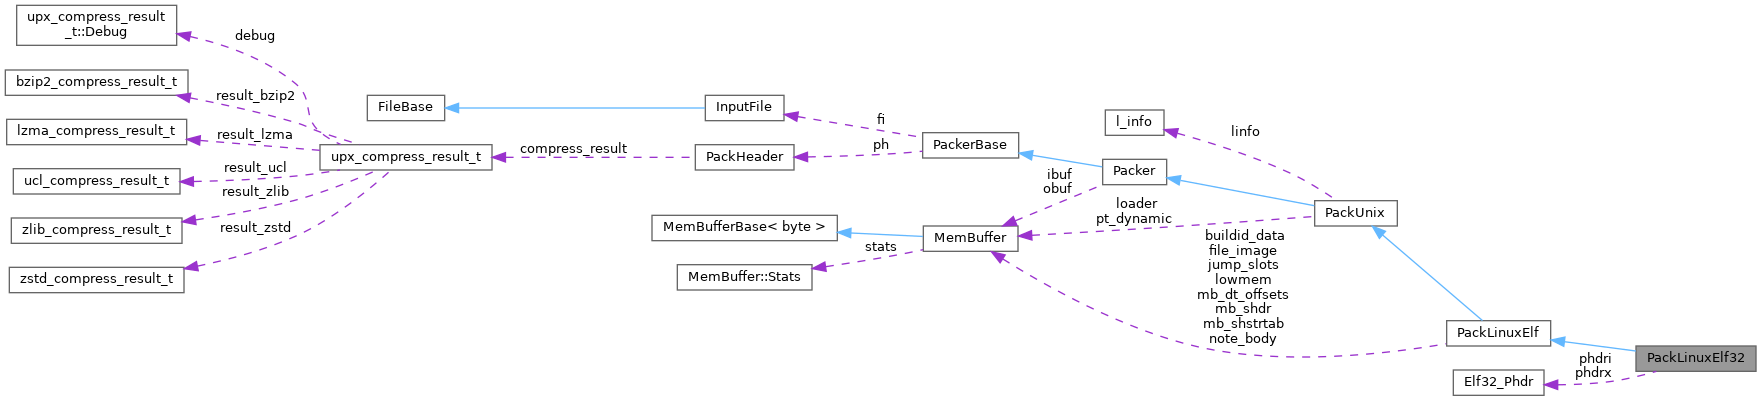 upx_compress_result
_t::Debug
debug
bzip2_compress_result_t
result_bzip2
FileBase
InputFile
lzma_compress_result_t
result_lzma
fi
l_info
linfo
upx_compress_result_t
compress_result
PackHeader
ph
PackerBase
ucl_compress_result_t
result_ucl
Packer
ibuf
obuf
result_zlib
zlib_compress_result_t
result_zstd
zstd_compress_result_t
MemBufferBase< byte >
MemBuffer
stats
MemBuffer::Stats
loader
pt_dynamic
PackUnix
buildid_data
file_image
jump_slots
lowmem
mb_dt_offsets
mb_shdr
mb_shstrtab
note_body
PackLinuxElf
PackLinuxElf32
phdri
phdrx
Elf32_Phdr